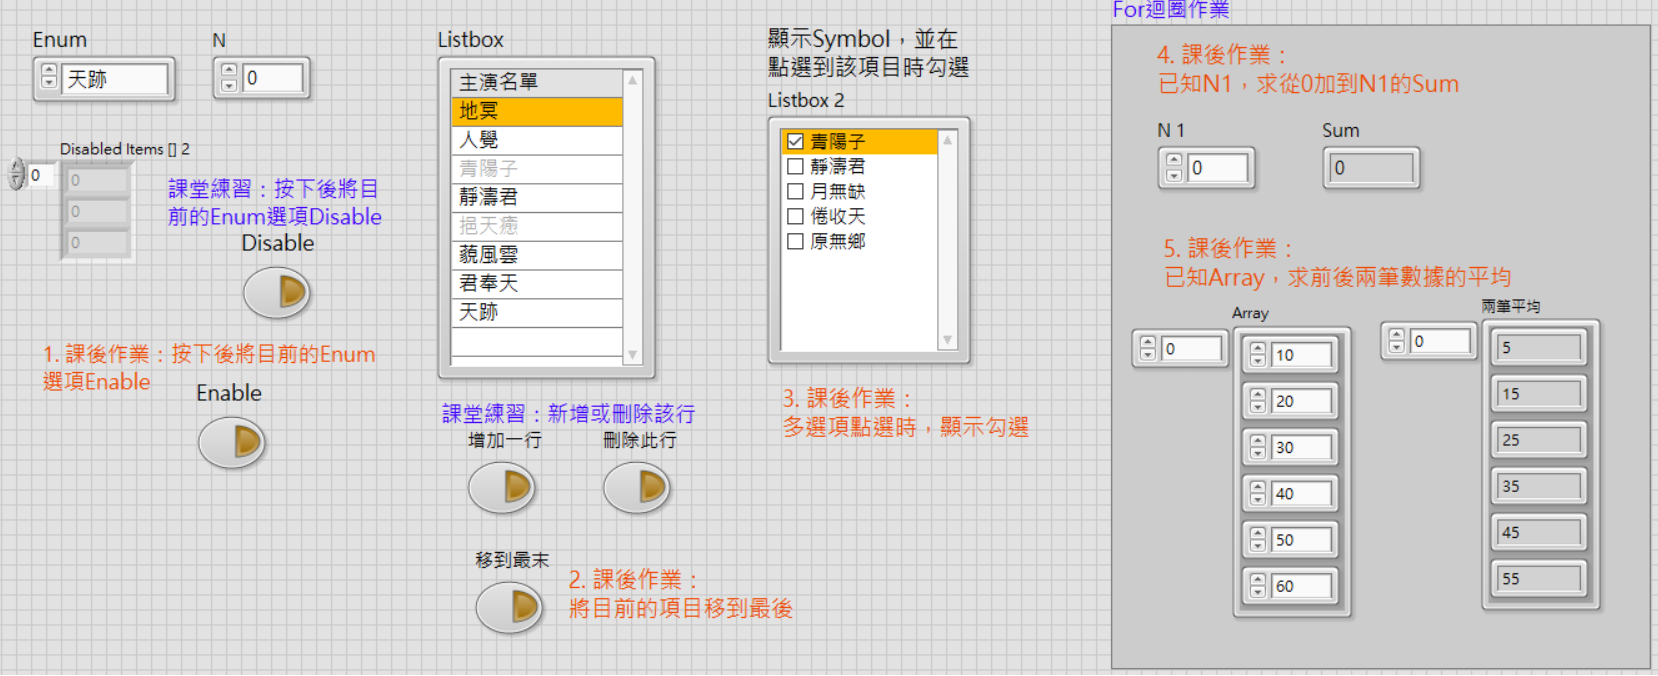 Enum
天跡
N
0
Disabled Items [] 2
0
0
0
0
課堂練習：按下後將目
前的Enum選項Disable
Disable
1. 課後作業：按下後將目前的Enum
選項Enable
Enable
Listbox
主演名單
地冥
人覺
青陽子
靜濤君
挹天癒
藐風雲
君奉天
天跡
課堂練習：新增或刪除該行
增加一行
刪除此行
移到最末
2. 課後作業：
將目前的項目移到最後
顯示Symbol，並在
點選到該項目時勾選
Listbox 2
青陽子
靜濤君
月無缺
倦收天
原無鄉
3. 課後作業：
多選項點選時，顯示勾選
For迴圈作業
4. 課後作業：
已知N1，求從0加到N1的Sum
N 1
0
Sum
0
5. 課後作業：
已知Array，求前後兩筆數據的平均
Array
0
10
20
30
40
50
60
兩筆平均
0
5
15
25
35
45
55